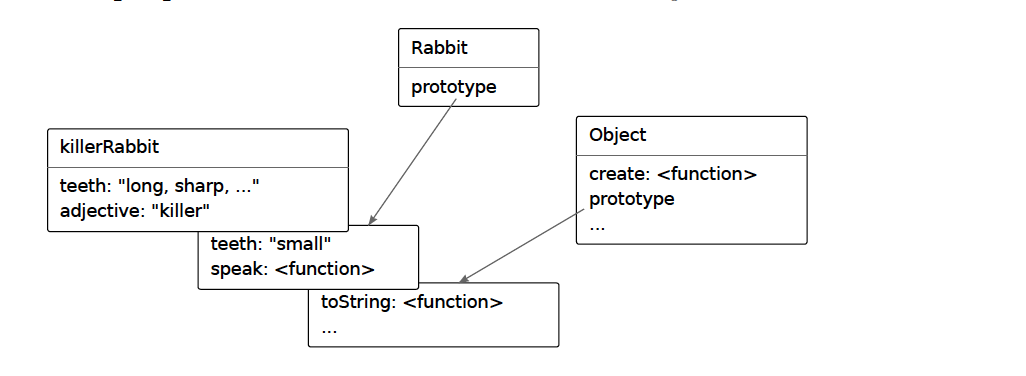 Rabbit
prototype
killerRabbit
teeth: "long, sharp, ..."
adjective: "killer"
Object
create: <function>
prototype
...
teeth: "small"
speak: <function>
toString: <function>
...